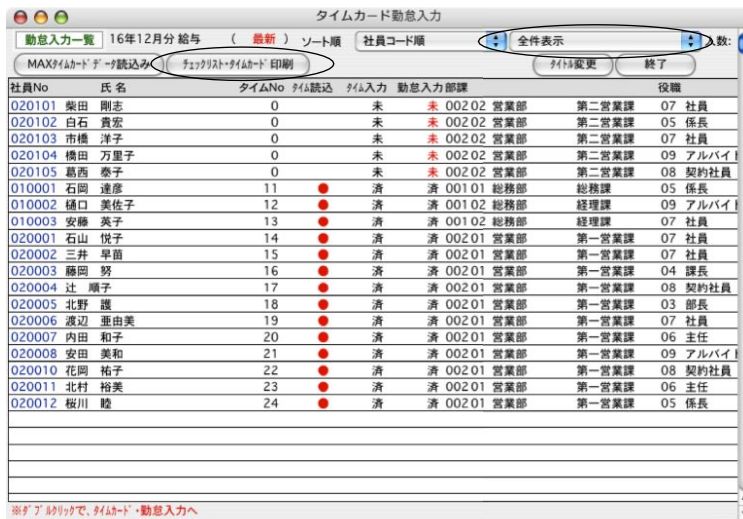 タイムカード勤怠入力
勤怠入力一覧 16年12月分 給与 ( 最新 ) ソート順 社員コード順 全件表示 人数:
MAXタイムカードデータ読込み チェックリスト・タイムカード印刷 タイトル変更 終了
社員No 氏 名 タイムNo タイム読込 タイム入力 勤怠入力 部課 役職
020101 柴田 剛志 0 未 未 00202 営業部 第二営業課 07 社員
020102 白石 貴宏 0 未 未 00202 営業部 第二営業課 05 係長
020103 市橋 洋子 0 未 未 00202 営業部 第二営業課 07 社員
020104 橋田 万里子 0 未 未 00202 営業部 第二営業課 09 アルバイト
020105 葛西 泰子 0 未 未 00202 営業部 第二営業課 08 契約社員
010001 石岡 達彦 11 ● 済 済 00101 総務部 総務課 05 係長
010002 樋口 美佐子 12 ● 済 済 00102 総務部 経理課 09 アルバイト
010003 安藤 英子 13 ● 済 済 00102 総務部 経理課 07 社員
020001 石山 悦子 14 ● 済 済 00201 営業部 第一営業課 07 社員
020002 三井 早苗 15 ● 済 済 00201 営業部 第一営業課 07 社員
020003 藤岡 努 16 ● 済 済 00201 営業部 第一営業課 04 課長
020004 辻 順子 17 ● 済 済 00201 営業部 第一営業課 08 契約社員
020005 北野 護 18 ● 済 済 00201 営業部 第一営業課 03 部長
020006 渡辺 亜由美 19 ● 済 済 00201 営業部 第一営業課 07 社員
020007 内田 和子 20 ● 済 済 00201 営業部 第一営業課 06 主任
020008 安田 美和 21 ● 済 済 00201 営業部 第一営業課 09 アルバイト
020010 花岡 祐子 22 ● 済 済 00201 営業部 第一営業課 08 契約社員
020011 北村 裕美 23 ● 済 済 00201 営業部 第一営業課 06 主任
020012 桜川 睦 24 ● 済 済 00201 営業部 第一営業課 05 係長
※ダブルクリックで、タイムカード・勤怠入力へ